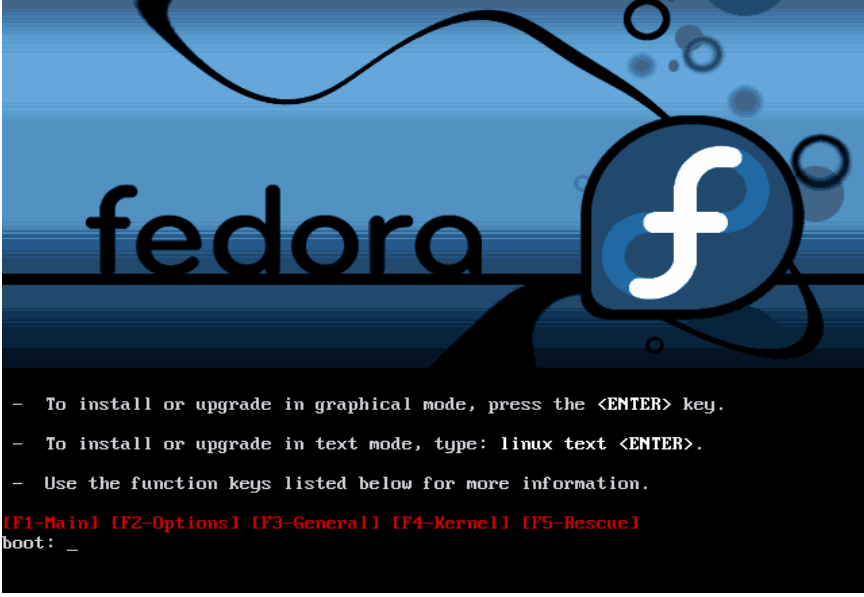 fedora
- To install or upgrade in graphical mode, press the <ENTER> key.
- To install or upgrade in text mode, type: linux text <ENTER>.
- Use the function keys listed below for more information.
[F1-Main] [F2-Options] [F3-General] [F4-Kernel] [F5-Rescue]
boot: _